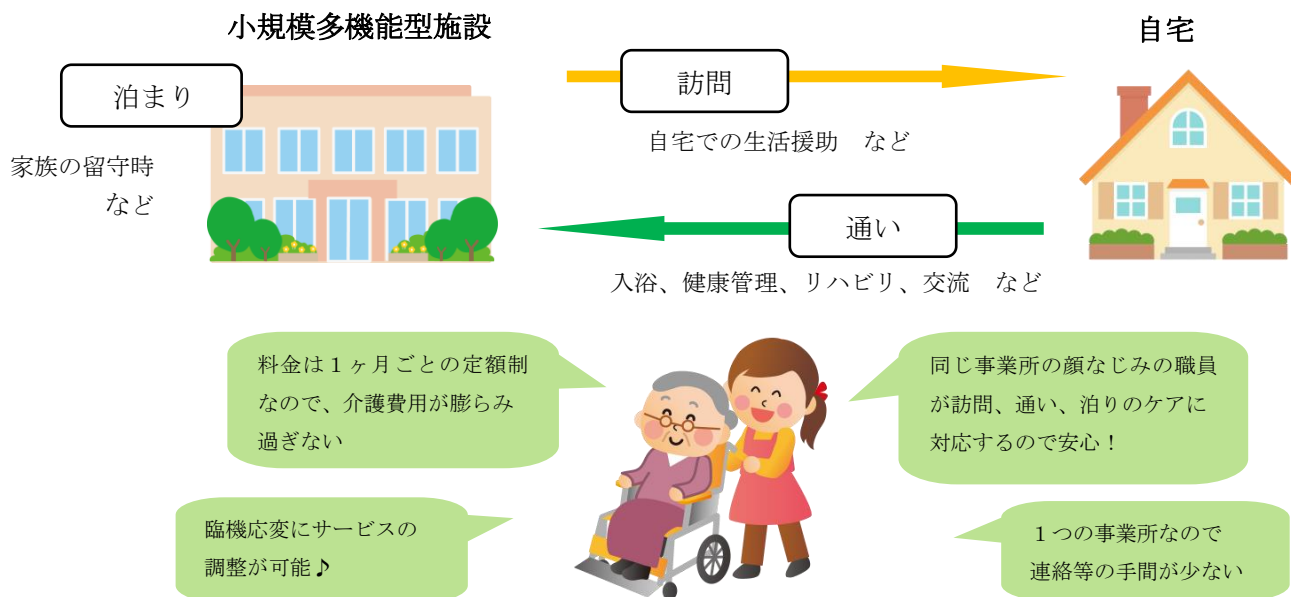 小規模多機能型施設
自宅
泊まり
家族の留守時
など
訪問
自宅での生活援助　など
通い
入浴、健康管理、リハビリ、交流　など
料金は１ヶ月ごとの定額制
なので、介護費用が膨らみ
過ぎない
同じ事業所の顔なじみの職員
が訪問、通い、泊りのケアに
対応するので安心！
臨機応変にサービスの
調整が可能♪
１つの事業所なので
連絡等の手間が少ない